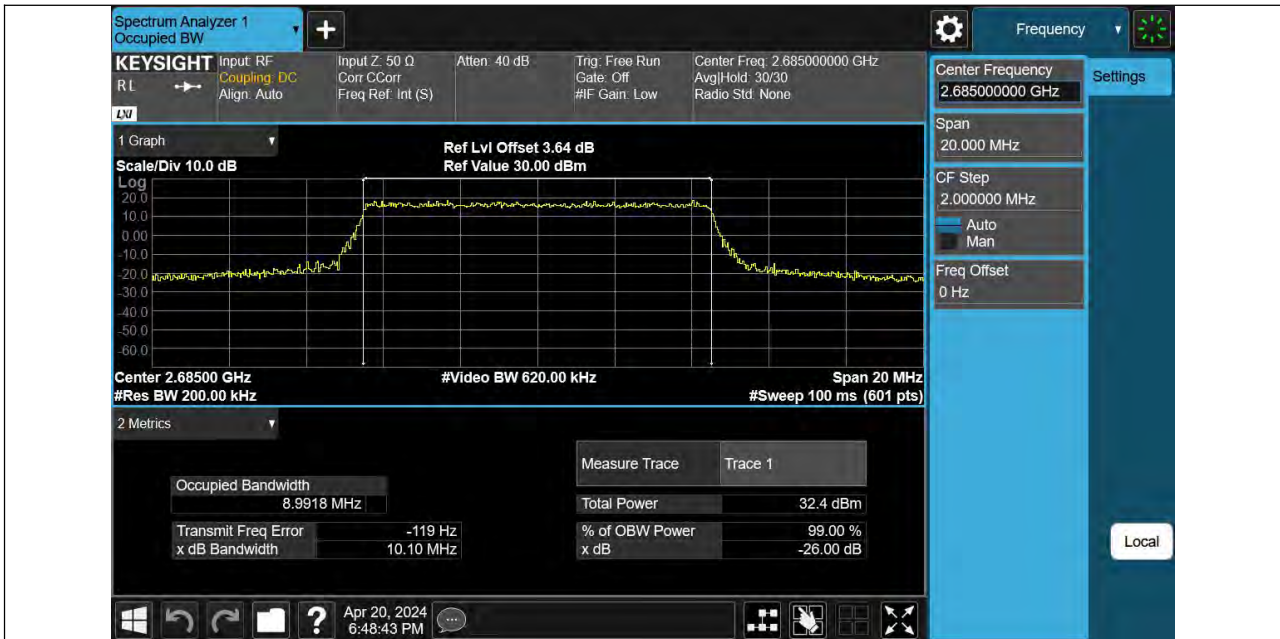 Spectrum Analyzer 1
Occupied BW
+
Frequency
KEYSIGHT
RL
LXI
Input: RF
Coupling: DC
Align: Auto
Input Z: 50 Ω
Corr CCorr
Freq Ref: Int (S)
Atten: 40 dB
Trig: Free Run
Gate: Off
#IF Gain: Low
Center Freq: 2.685000000 GHz
Avg|Hold: 30/30
Radio Std: None
Center Frequency
2.685000000 GHz
Settings
Span
20.000 MHz
CF Step
2.000000 MHz
Auto
Man
Freq Offset
0 Hz
Local
1 Graph
Scale/Div 10.0 dB
Ref Lvl Offset 3.64 dB
Ref Value 30.00 dBm
Log
20.0
10.0
0.00
-10.0
-20.0
-30.0
-40.0
-50.0
-60.0
Center 2.68500 GHz
#Video BW 620.00 kHz
Span 20 MHz
#Res BW 200.00 kHz
#Sweep 100 ms (601 pts)
2 Metrics
Measure Trace Trace 1
Occupied Bandwidth
8.9918 MHz
Total Power 32.4 dBm
Transmit Freq Error -119 Hz
% of OBW Power 99.00 %
x dB Bandwidth 10.10 MHz
x dB -26.00 dB
?
Apr 20, 2024
6:48:43 PM